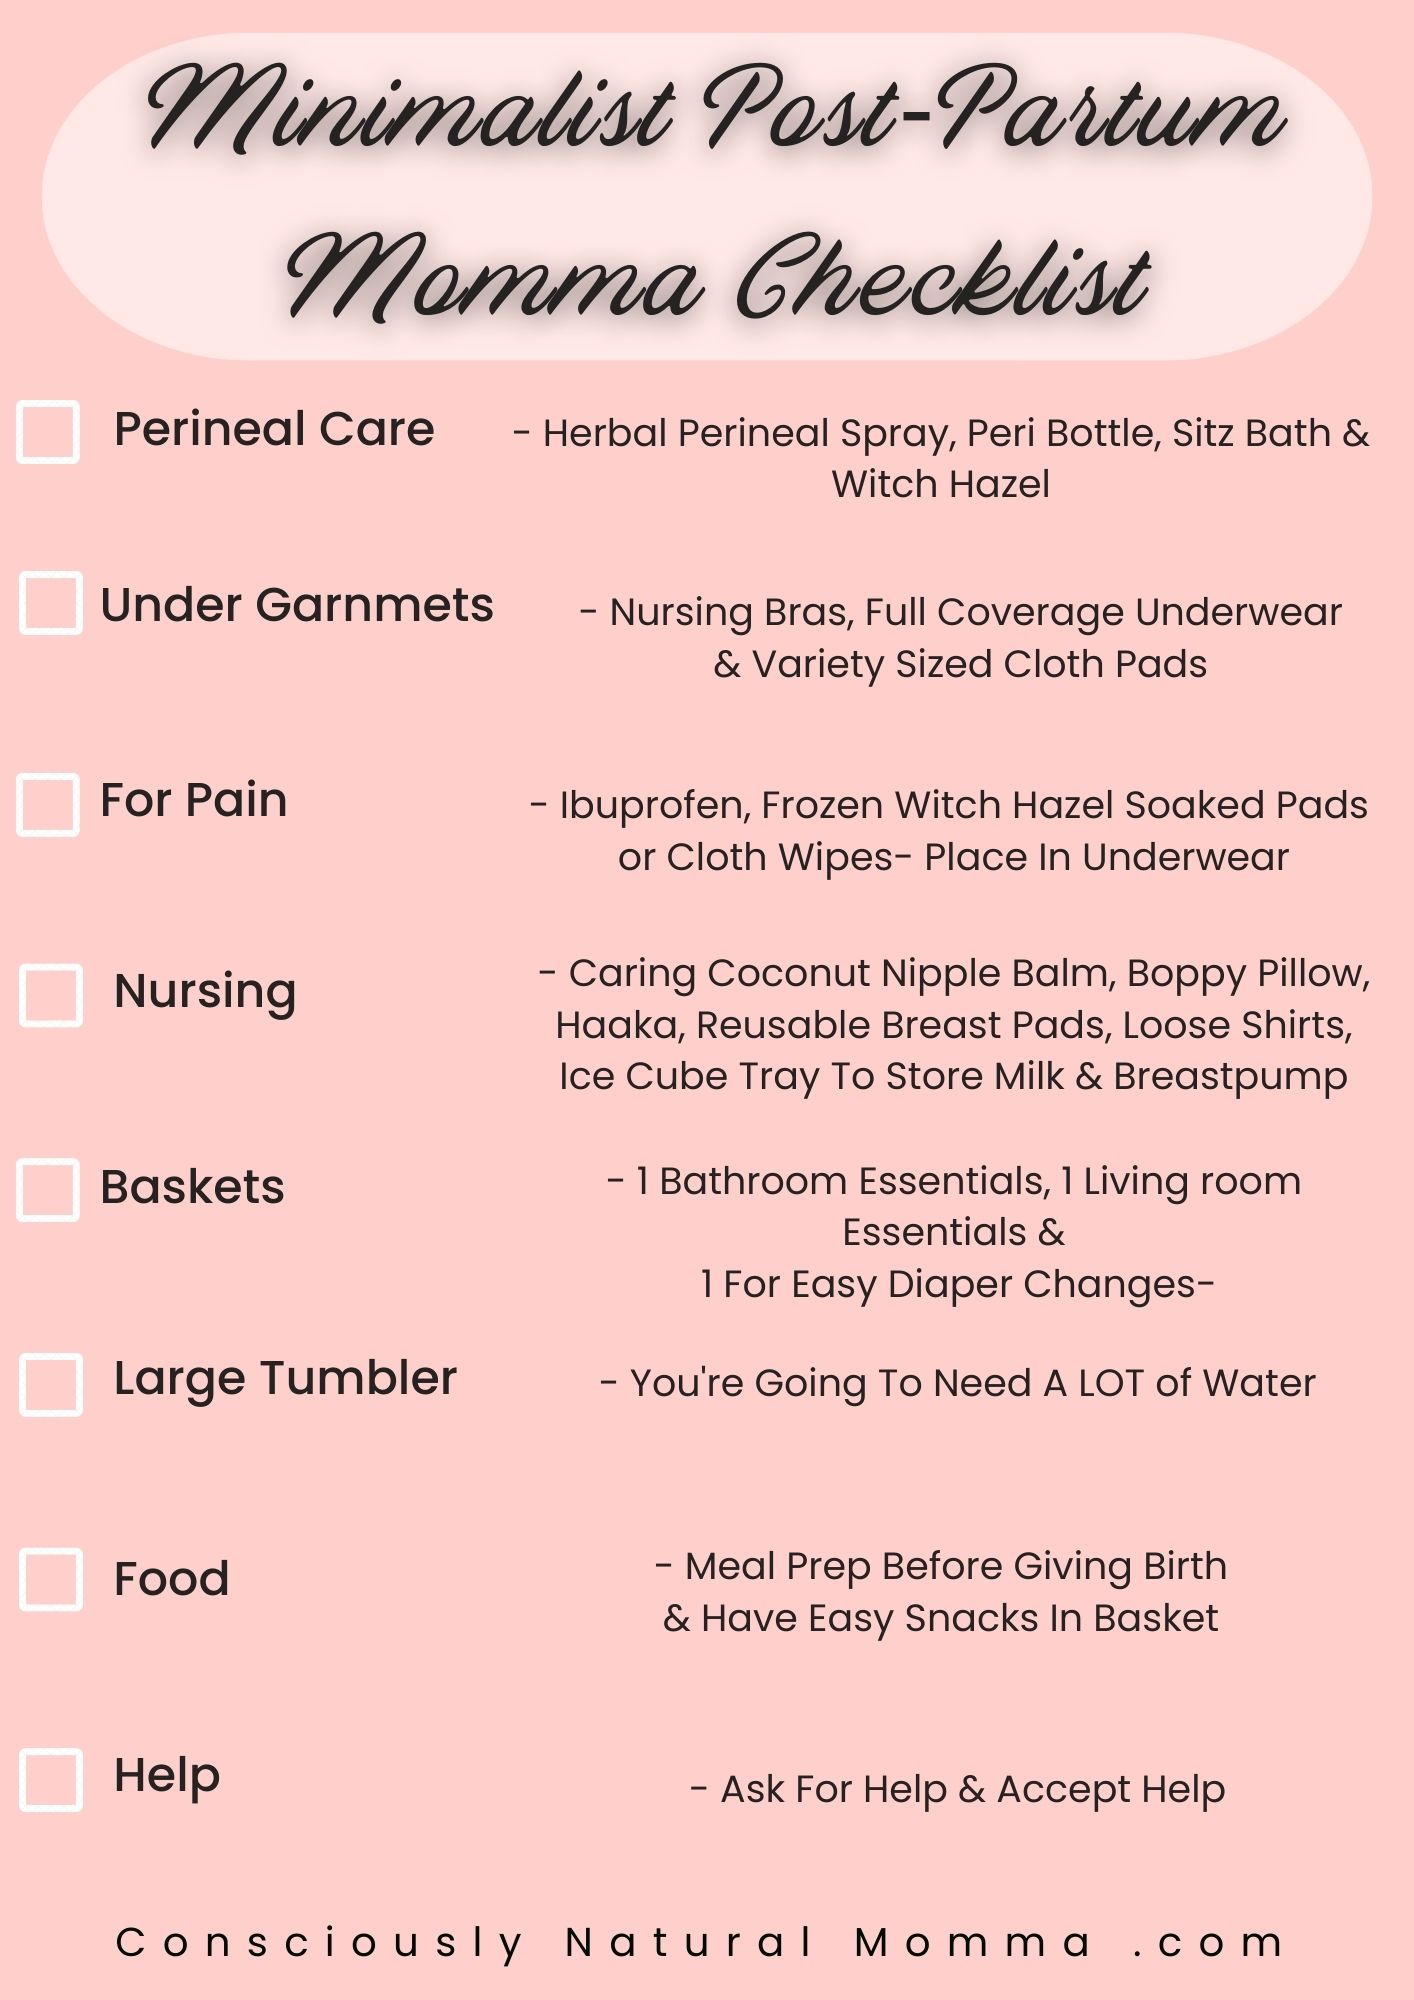 Minimalist Post-Partum
Momma Checklist
Perineal Care
- Herbal Perineal Spray, Peri Bottle, Sitz Bath &
Witch Hazel
Under Garnmets
- Nursing Bras, Full Coverage Underwear
& Variety Sized Cloth Pads
For Pain
- Ibuprofen, Frozen Witch Hazel Soaked Pads
or Cloth Wipes- Place In Underwear
Nursing
- Caring Coconut Nipple Balm, Boppy Pillow,
Haaka, Reusable Breast Pads, Loose Shirts,
Ice Cube Tray To Store Milk & Breastpump
Baskets
- 1 Bathroom Essentials, 1 Living room
Essentials &
1 For Easy Diaper Changes-
Large Tumbler
- You're Going To Need A LOT of Water
Food
- Meal Prep Before Giving Birth
& Have Easy Snacks In Basket
Help
- Ask For Help & Accept Help
Consciously Natural Momma .com